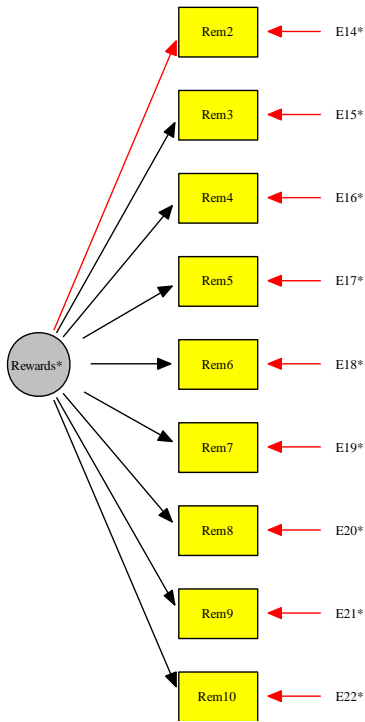 Rem2 E14*
Rem3 E15*
Rem4 E16*
Rem5 E17*
Rewards* Rem6 E18*
Rem7 E19*
Rem8 E20*
Rem9 E21*
Rem10 E22*